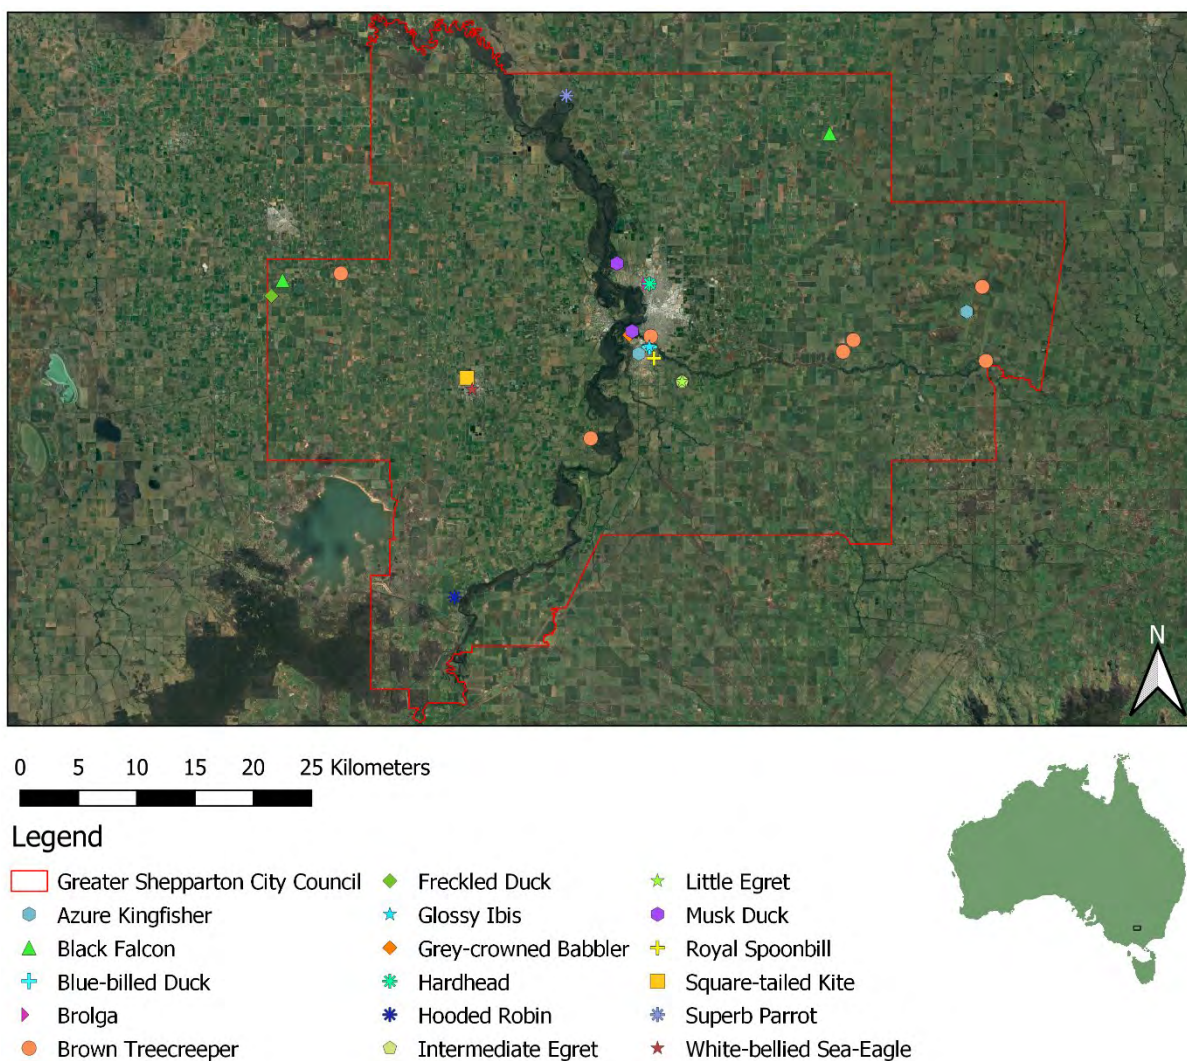 N
0 5 10 15 20 25 Kilometers
Legend
Greater Shepparton City Council
Azure Kingfisher
Black Falcon
Blue-billed Duck
Brolga
Brown Treecreeper
Freckled Duck
Glossy Ibis
Grey-crowned Babbler
Hardhead
Hooded Robin
Intermediate Egret
Little Egret
Musk Duck
Royal Spoonbill
Square-tailed Kite
Superb Parrot
White-bellied Sea-Eagle